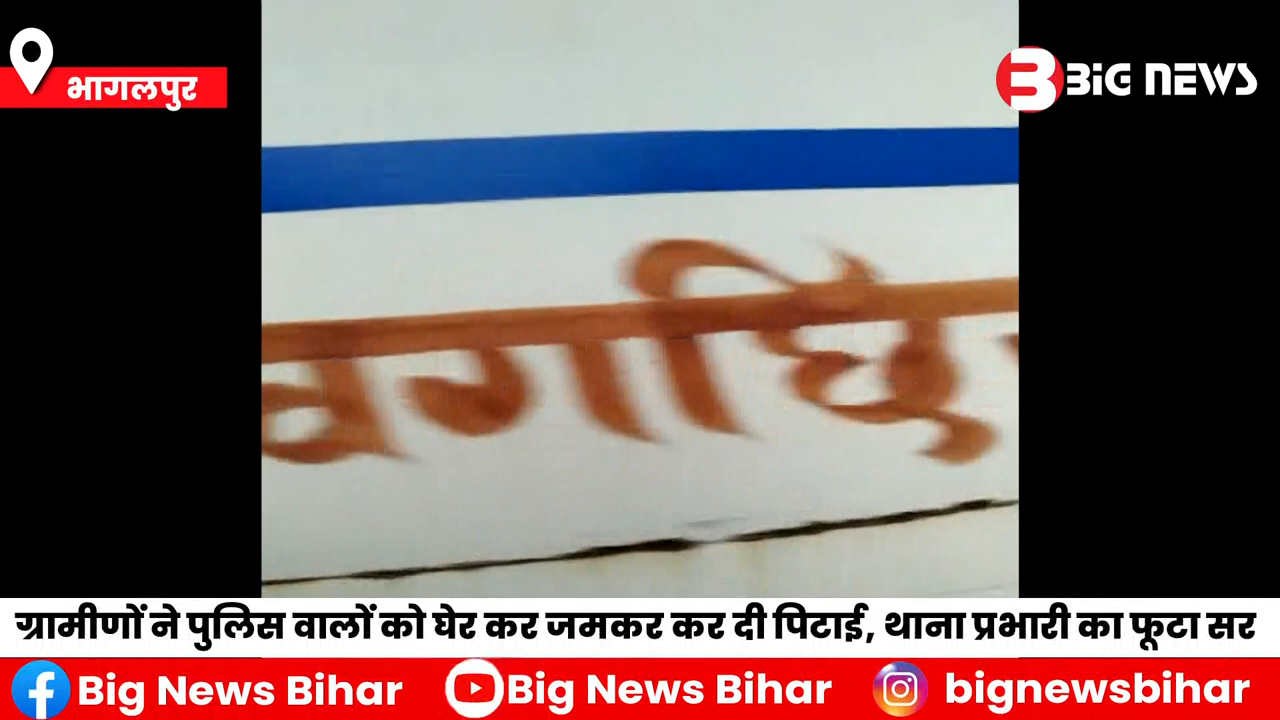 भागलपुर
BIG NEWS
ग्रामीणों ने पुलिस वालों को घेर कर जमकर कर दी पिटाई, थाना प्रभारी का फूटा सर
Big News Bihar
Big News Bihar
bignewsbihar